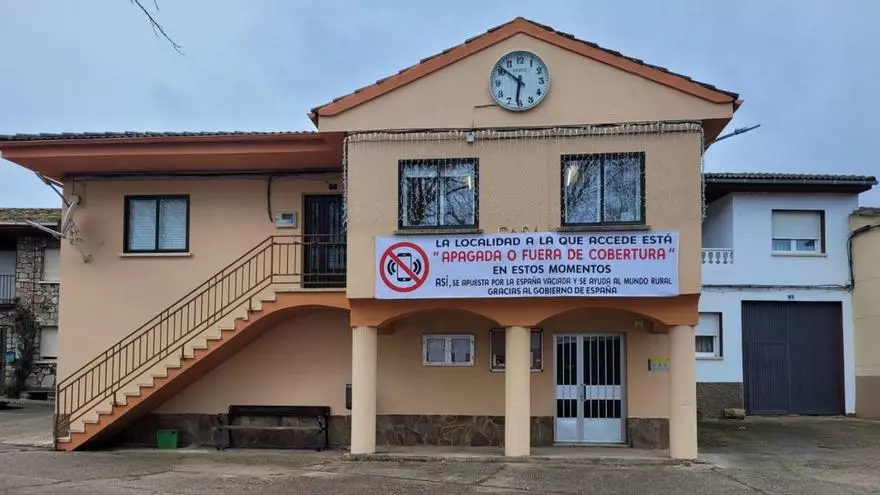 LA LOCALIDAD A LA QUE ACCEDE ESTÁ
"APAGADA O FUERA DE COBERTURA"
EN ESTOS MOMENTOS
ASÍ, SE APUESTA POR LA ESPAÑA VACIADA Y SE AYUDA AL MUNDO RURAL
GRACIAS AL GOBIERNO DE ESPAÑA